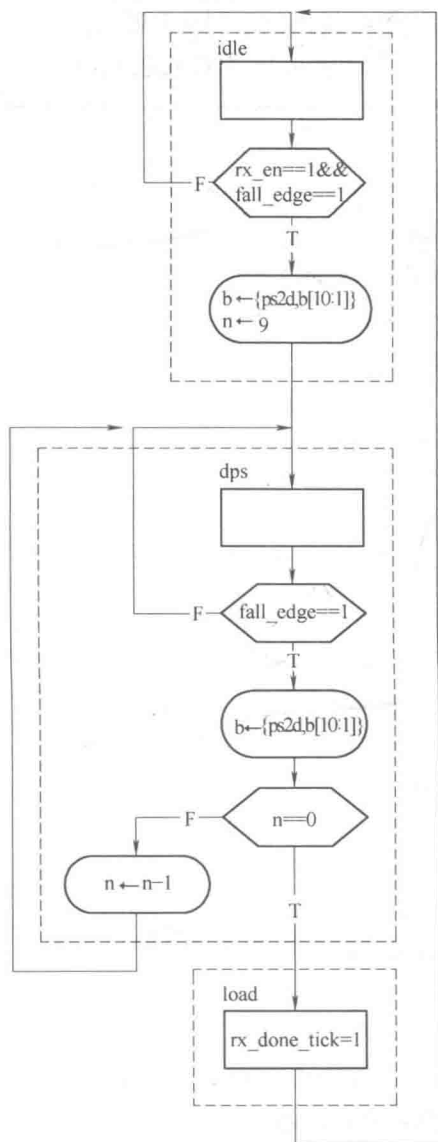 idle
rx_en==1&&
fall_edge==1
F
T
b←{ps2d,b[10:1]}
n←9
dps
fall_edge==1
F
T
b←{ps2d,b[10:1]}
n==0
F
n←n-1
T
load
rx_done_tick=1